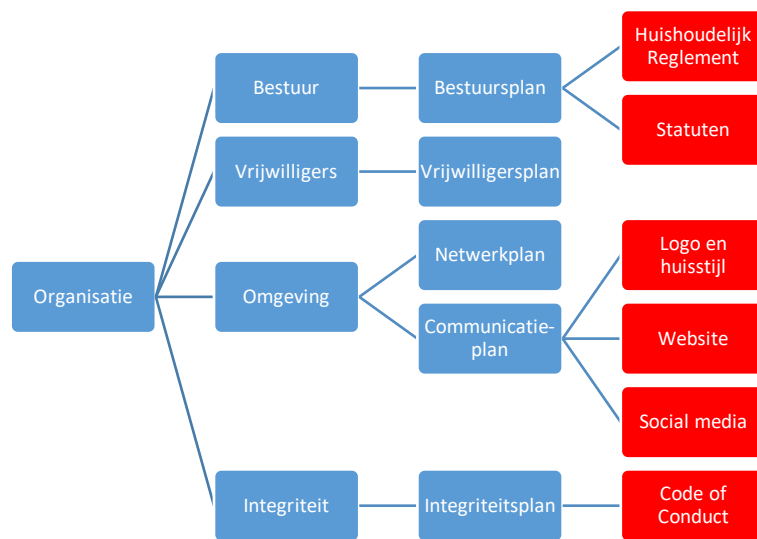 Huishoudelijk
Reglement
Bestuur
Bestuursplan
Statuten
Vrijwilligers
Vrijwilligersplan
Netwerkplan
Logo en
huisstijl
Organisatie
Omgeving
Communicatie-
plan
Website
Social media
Integriteit
Integriteitsplan
Code of
Conduct